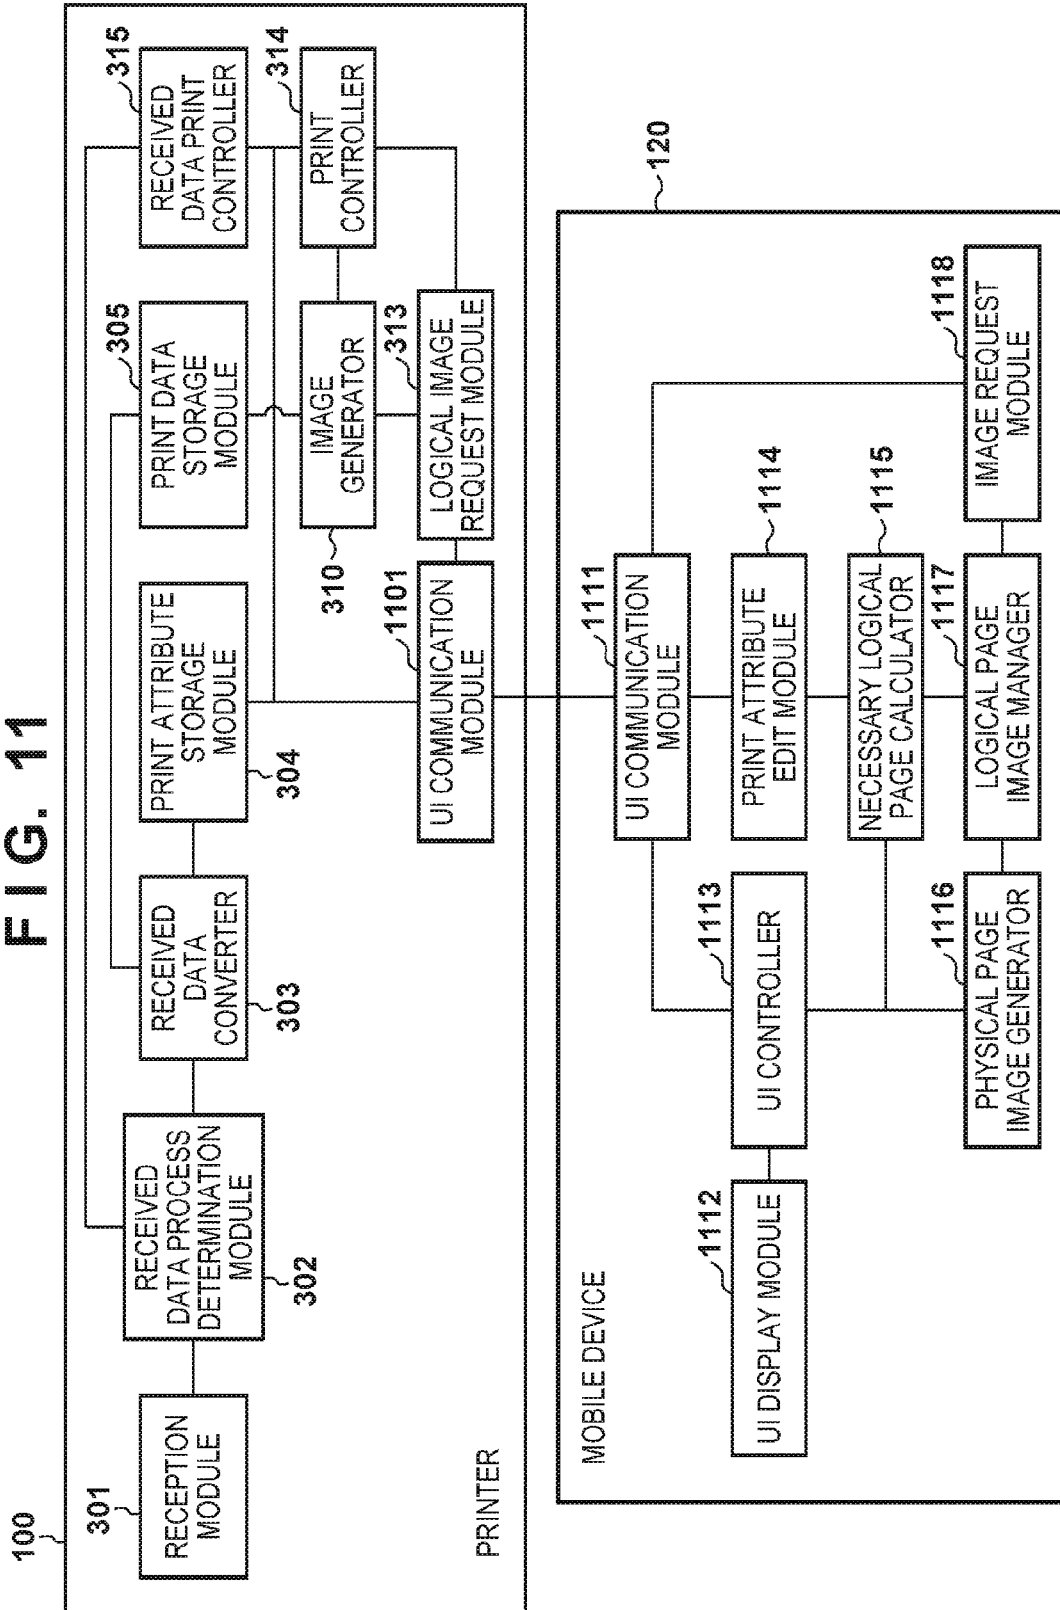 FIG. 11
100
301
RECEPTION
MODULE
RECEIVED
DATA PROCESS
DETERMINATION
MODULE
302
RECEIVED
DATA
CONVERTER
303
PRINT ATTRIBUTE
STORAGE
MODULE
304
305
PRINT DATA
STORAGE
MODULE
315
RECEIVED
DATA PRINT
CONTROLLER
310
IMAGE
GENERATOR
314
PRINT
CONTROLLER
1101
UI COMMUNICATION
MODULE
313
LOGICAL IMAGE
REQUEST MODULE
PRINTER
120
MOBILE DEVICE
1111
UI COMMUNICATION
MODULE
1112
UI DISPLAY MODULE
1113
UI CONTROLLER
1114
PRINT ATTRIBUTE
EDIT MODULE
1115
NECESSARY LOGICAL
PAGE CALCULATOR
1116
PHYSICAL PAGE
IMAGE GENERATOR
1117
LOGICAL PAGE
IMAGE MANAGER
1118
IMAGE REQUEST
MODULE